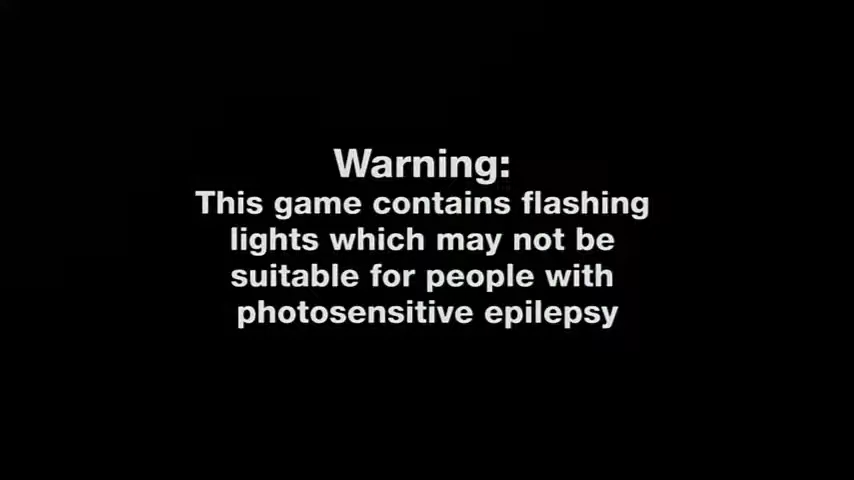 Warning:
This game contains flashing
lights which may not be
suitable for people with
photosensitive epilepsy